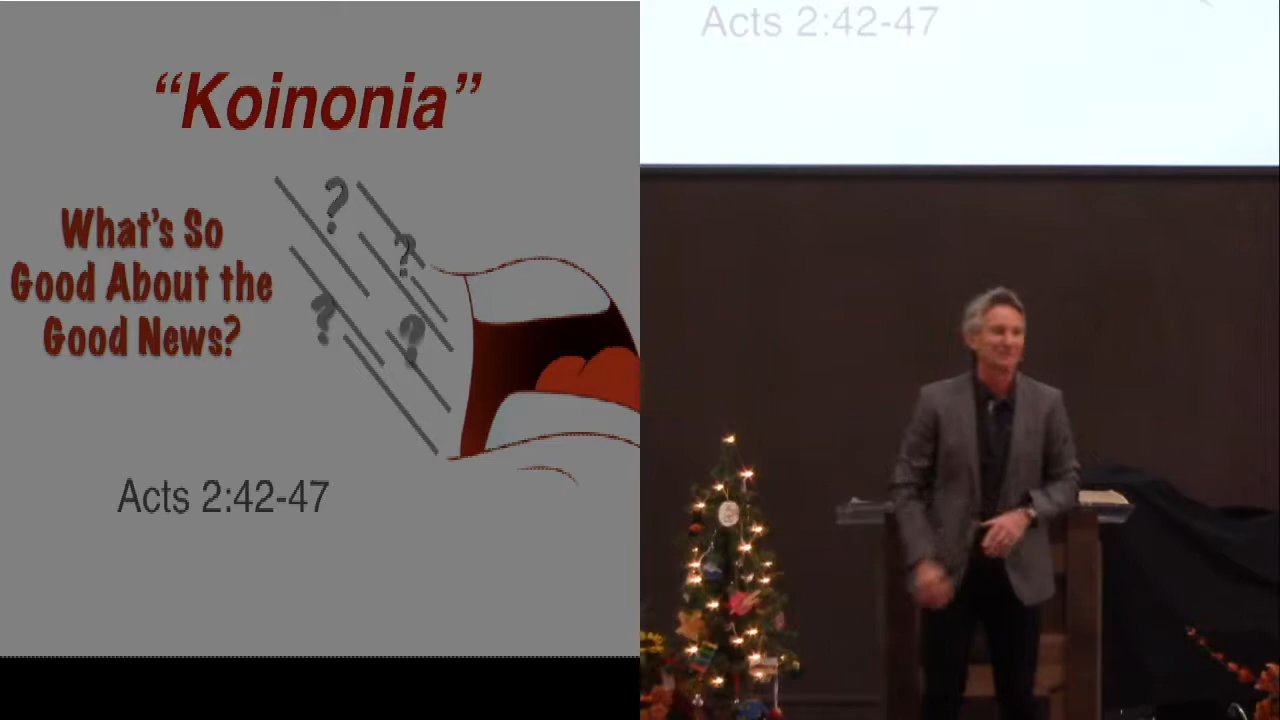 “Koinonia”
What's So
Good About the
Good News?
?
?
?
?
Acts 2:42-47
Acts 2:42-47